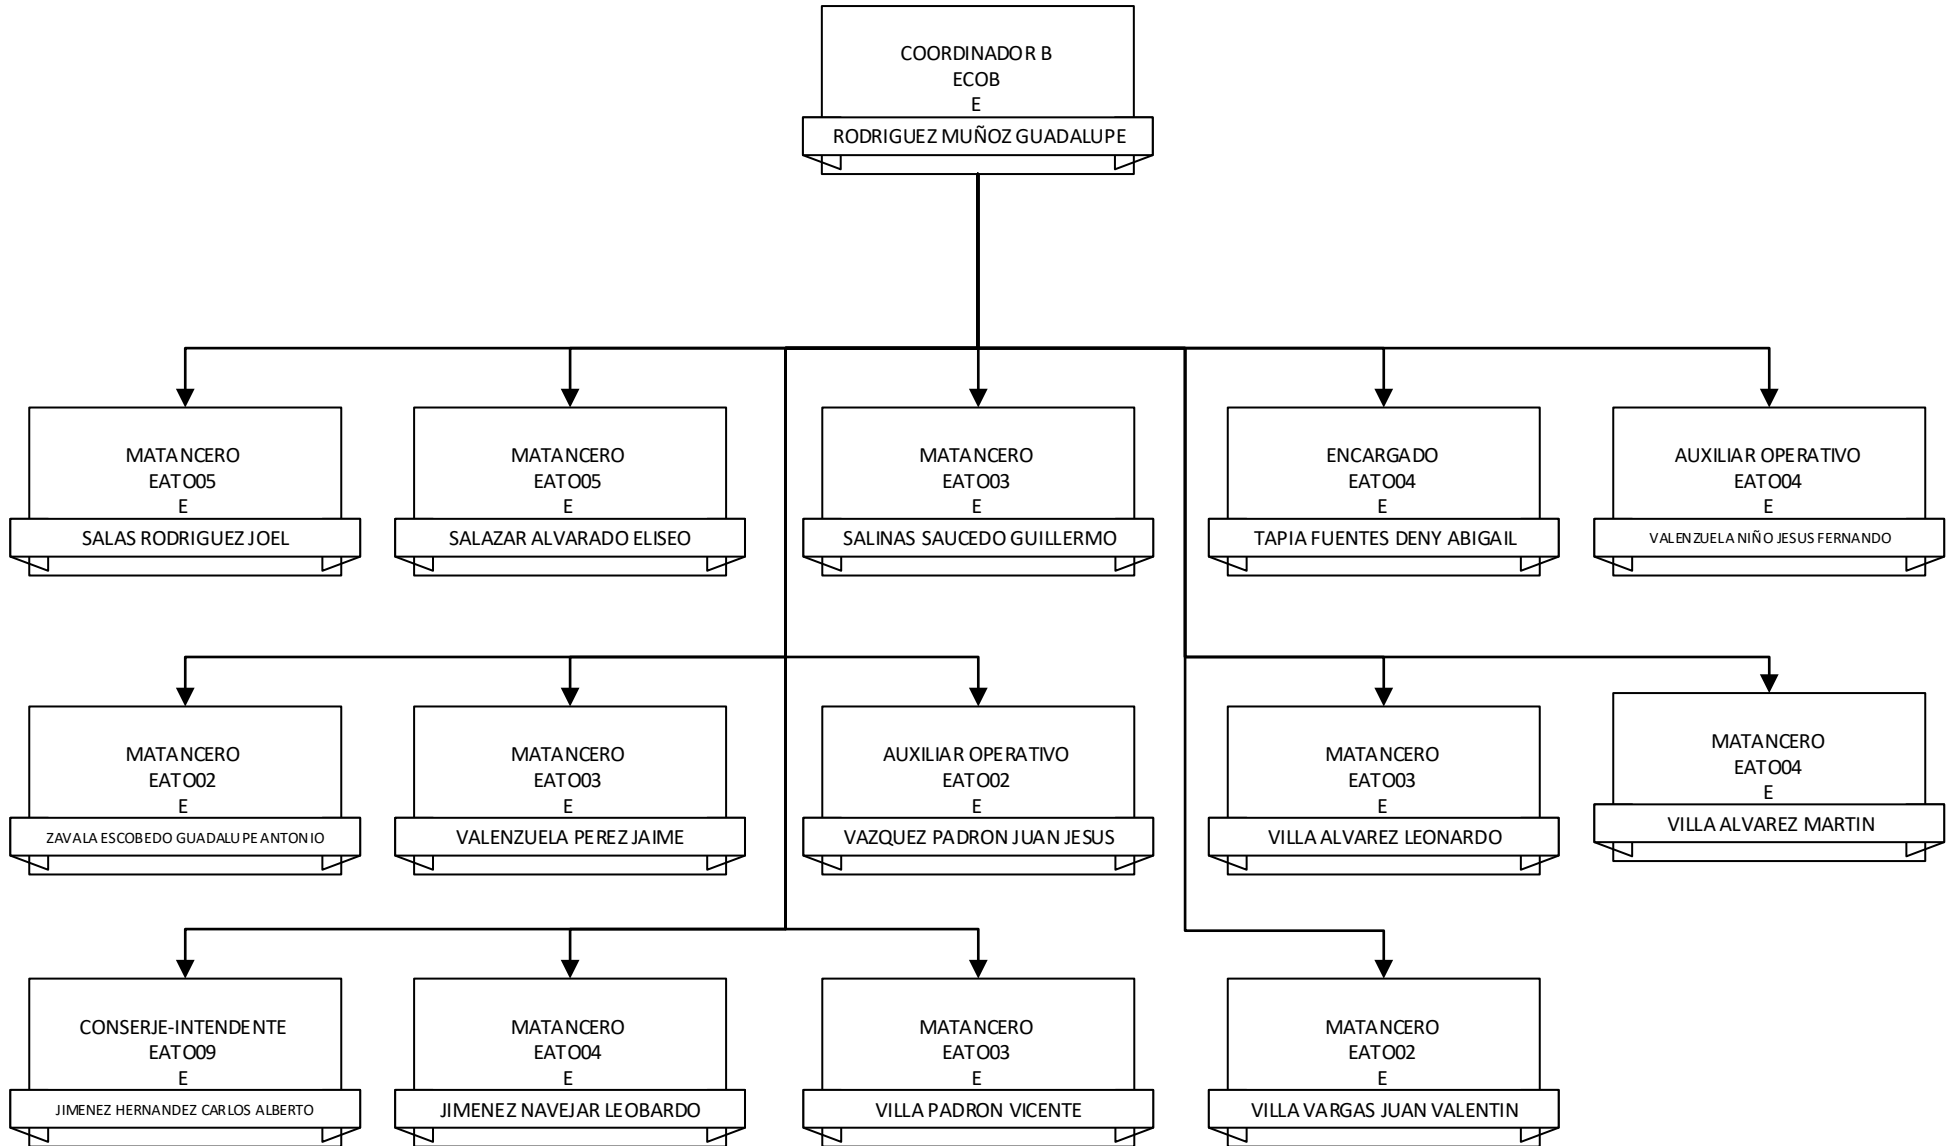 COORDINADOR B
ECOB
E
RODRIGUEZ MUÑOZ GUADALUPE
MATANCERO
EATO05
E
SALAS RODRIGUEZ JOEL
MATANCERO
EATO05
E
SALAZAR ALVARADO ELISEO
MATANCERO
EATO03
E
SALINAS SAUCEDO GUILLERMO
ENCARGADO
EATO04
E
TAPIA FUENTES DENY ABIGAIL
AUXILIAR OPERATIVO
EATO04
E
VALENZUELA NIÑO JESUS FERNANDO
MATANCERO
EATO02
E
ZAVALA ESCOBEDO GUADALUPE ANTONIO
MATANCERO
EATO03
E
VALENZUELA PEREZ JAIME
AUXILIAR OPERATIVO
EATO02
E
VAZQUEZ PADRON JUAN JESUS
MATANCERO
EATO03
E
VILLA ALVAREZ LEONARDO
MATANCERO
EATO04
E
VILLA ALVAREZ MARTIN
CONSERJE-INTENDENTE
EATO09
E
JIMENEZ HERNANDEZ CARLOS ALBERTO
MATANCERO
EATO04
E
JIMENEZ NAVEJAR LEOBARDO
MATANCERO
EATO03
E
VILLA PADRON VICENTE
MATANCERO
EATO02
E
VILLA VARGAS JUAN VALENTIN